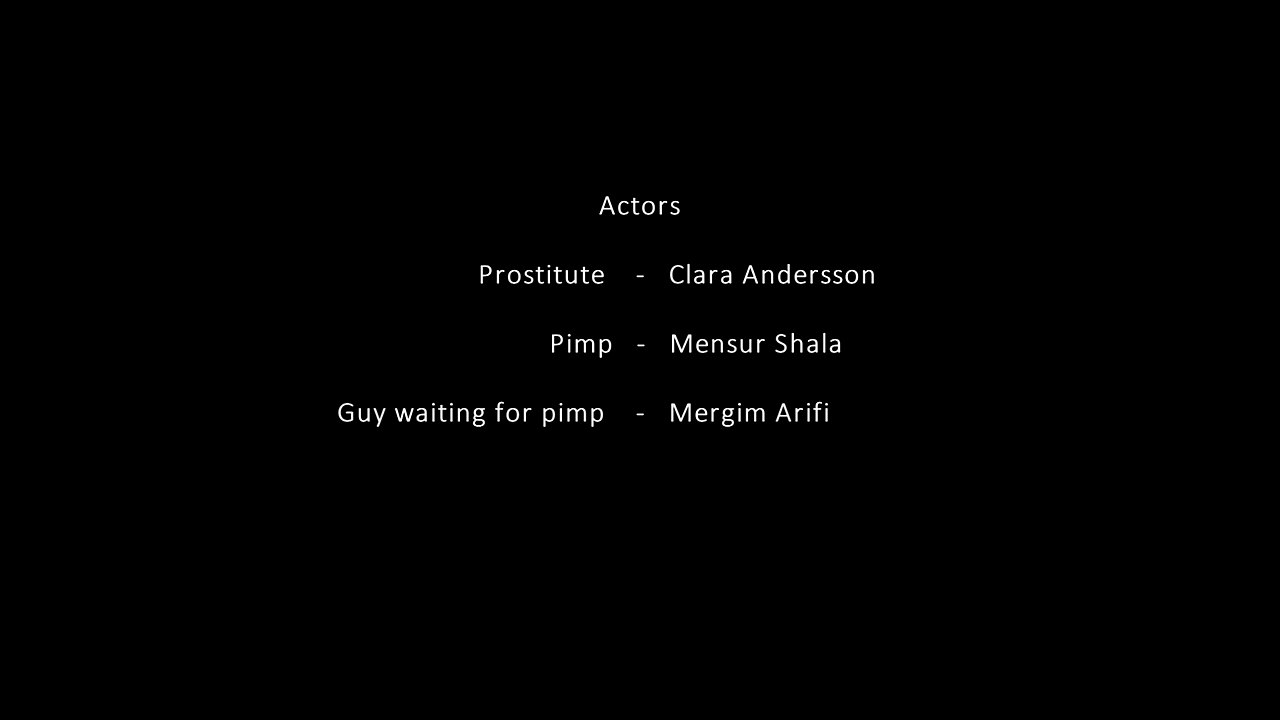 Actors
Prostitute - Clara Andersson
Pimp - Mensur Shala
Guy waiting for pimp - Mergim Arifi